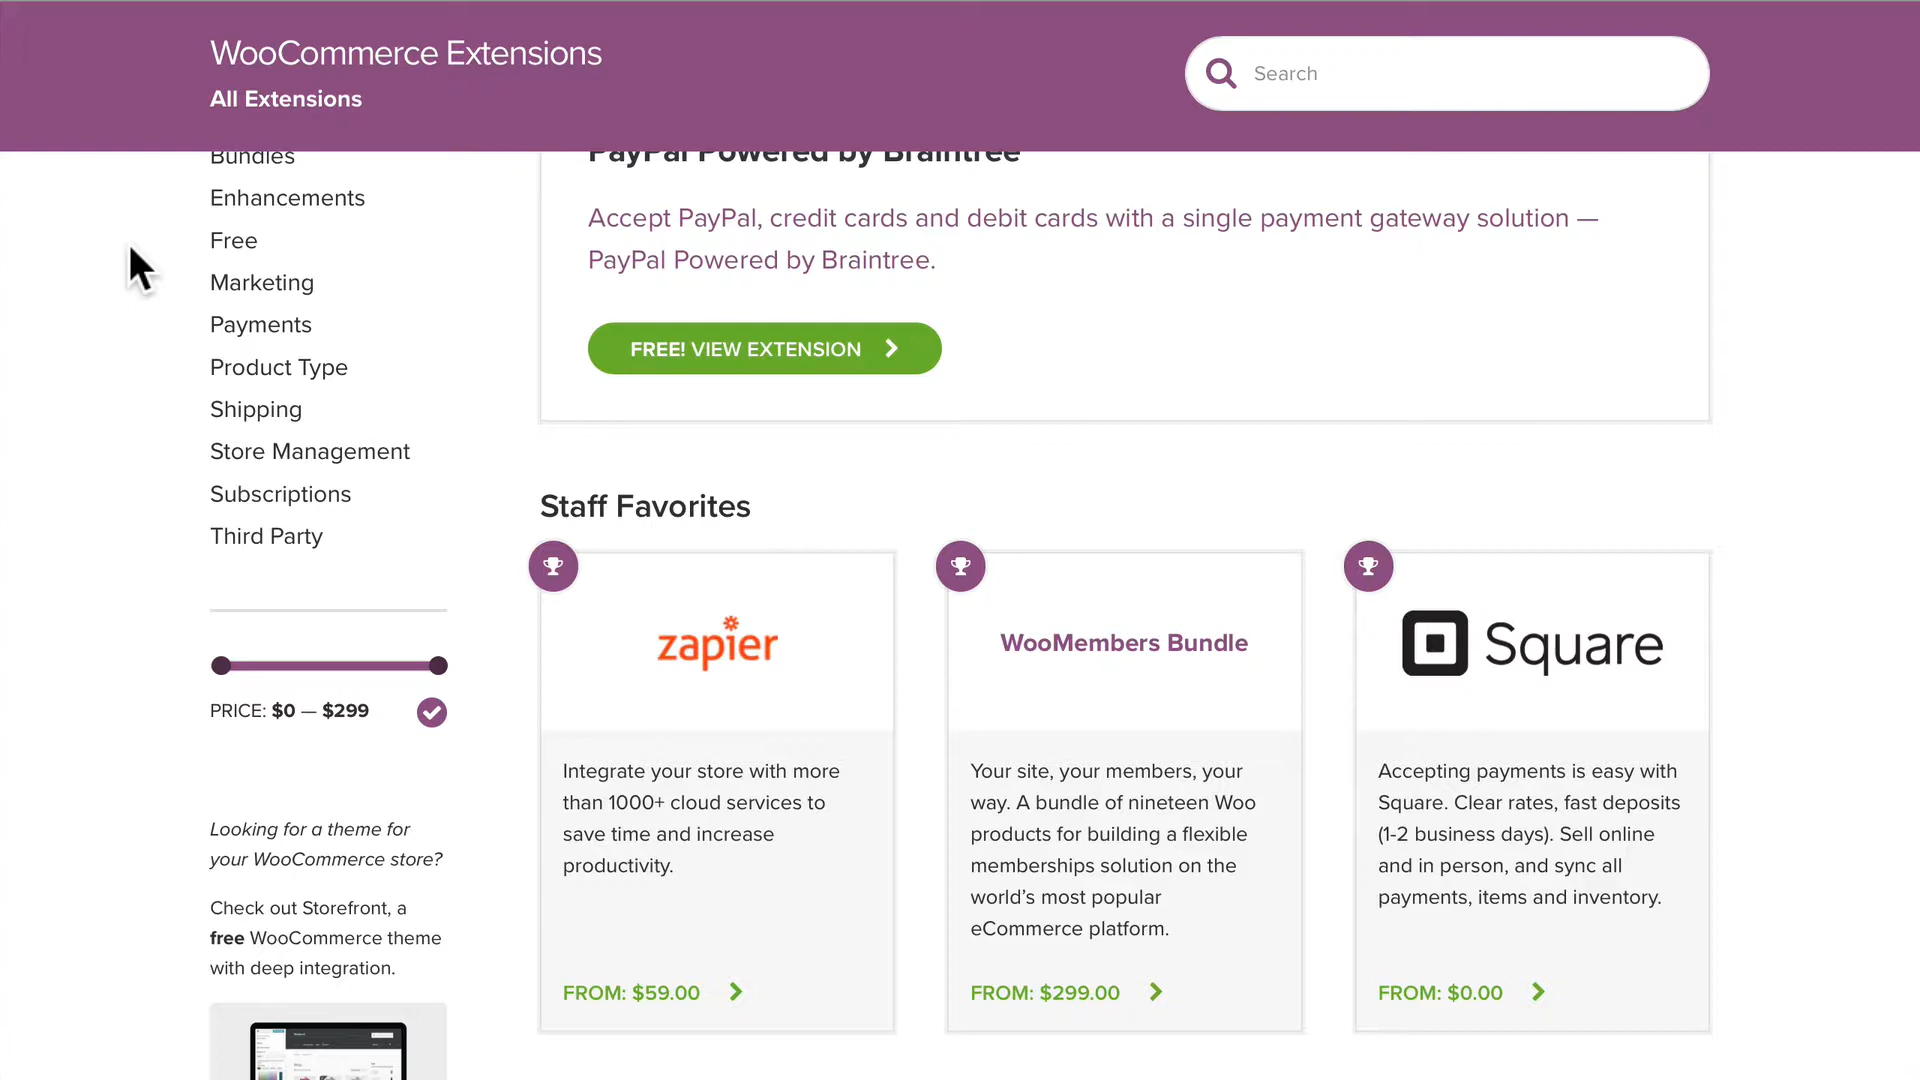 WooCommerce Extensions
All Extensions
Search
Bundles
Enhancements
Free
Marketing
Payments
Product Type
Shipping
Store Management
Subscriptions
Third Party
PRICE: $0 — $299
Looking for a theme for
your WooCommerce store?
Check out Storefront, a
free WooCommerce theme
with deep integration.
PayPal Powered by Braintree
Accept PayPal, credit cards and debit cards with a single payment gateway solution —
PayPal Powered by Braintree.
FREE! VIEW EXTENSION
Staff Favorites
zapier
Integrate your store with more
than 1000+ cloud services to
save time and increase
productivity.
FROM: $59.00
WooMembers Bundle
Your site, your members, your
way. A bundle of nineteen Woo
products for building a flexible
memberships solution on the
world's most popular
eCommerce platform.
FROM: $299.00
Square
Accepting payments is easy with
Square. Clear rates, fast deposits
(1-2 business days). Sell online
and in person, and sync all
payments, items and inventory.
FROM: $0.00